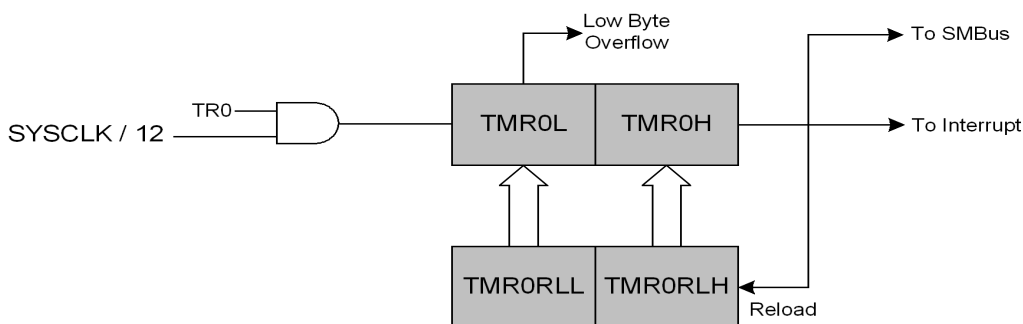 Low Byte
Overflow
To SMBus
TR0
SYSCLK / 12
TMR0L
TMR0H
To Interrupt
TMR0RLL
TMR0RLH
Reload